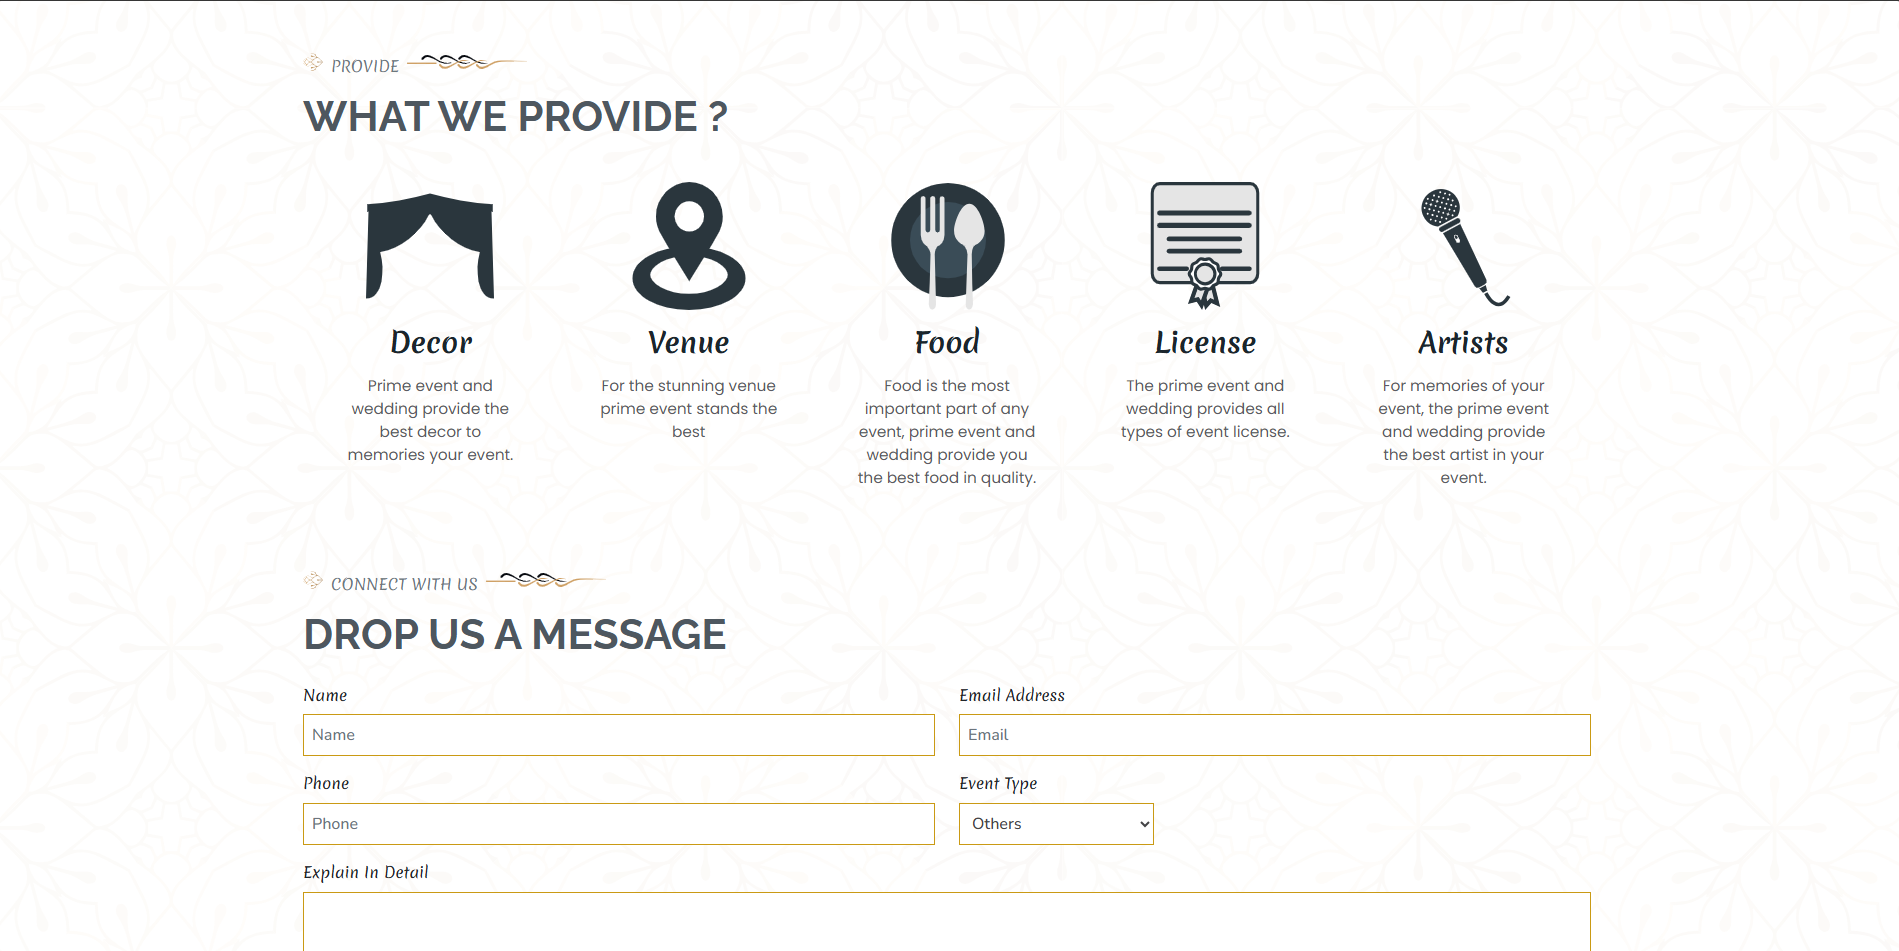 PROVIDE
WHAT WE PROVIDE ?
Decor
Prime event and
wedding provide the
best decor to
memories your event.
Venue
For the stunning venue
prime event stands the
best
Food
Food is the most
important part of any
event, prime event and
wedding provide you
the best food in quality.
License
The prime event and
wedding provides all
types of event license.
Artists
For memories of your
event, the prime event
and wedding provide
the best artist in your
event.
CONNECT WITH US
DROP US A MESSAGE
Name
Name
Email Address
Email
Phone
Phone
Event Type
Others
Explain In Detail